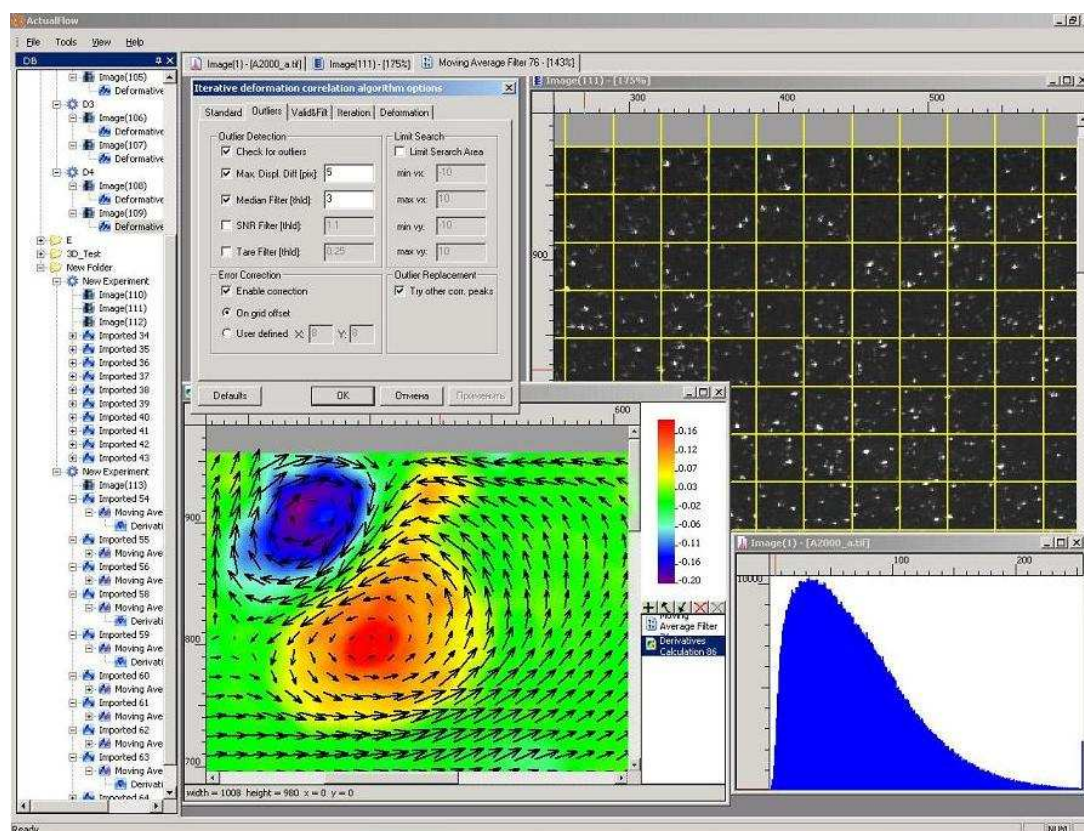 ActualFlow
File Tools View Help
DB
Image(1) - [A2000_a.tif] Image(111) - [175%] Moving Average Filter 76 - [143%]
Image(105)
Deformative
D3
Image(106)
Deformative
Image(107)
Deformative
D4
Image(108)
Deformative
Image(109)
Deformative
E
3D_Test
New Folder
New Experiment
Image(110)
Image(111)
Image(112)
Imported 34
Imported 35
Imported 36
Imported 37
Imported 38
Imported 39
Imported 40
Imported 41
Imported 42
Imported 43
New Experiment
Image(113)
Imported 54
Moving Ave
Derivati
Imported 55
Moving Ave
Imported 56
Moving Ave
Imported 58
Moving Ave
Derivati
Imported 59
Moving Ave
Derivati
Imported 60
Moving Ave
Imported 61
Moving Ave
Imported 62
Moving Ave
Imported 63
Moving Ave
Derivati
Imported 64
Iterative deformation correlation algorithm options
Standard Outliers Valid&Filt Iteration Deformation
Outlier Detection
Check for outliers
Max. Displ. Diff [pix]: 5
Median Filter [thld]: 3
SNR Filter [thld]: 1.1
Tare Filter [thld]: 0.25
Limit Search
Limit Serarch Area
min vx: -10
max vx: 10
min vy: -10
max vy: 10
Error Correction
Enable correction
On grid offset
User defined X: 8 Y: 8
Outlier Replacement
Try other corr. peaks
Defaults OK Отмена Применить
Image(111) - [175%]
300 400 500
900
600
900
800
700
0.16
0.12
0.07
0.03
-0.02
-0.06
-0.11
-0.16
-0.20
Moving
Average Filter
Derivatives
Calculation 86
width = 1008 height = 980 x = 0 y = 0
Image(1) - [A2000_a.tif]
100 200
10000
Ready
NUM